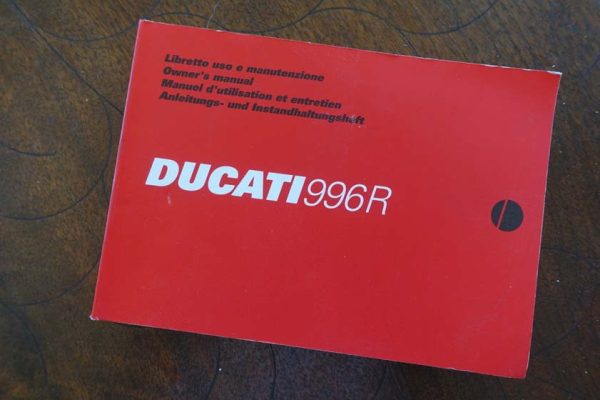 Libretto uso e manutenzione
Owner's manual
Manuel d'utilisation et entretien
Anleitungs- und Instandhaltungsheft
DUCATI996R